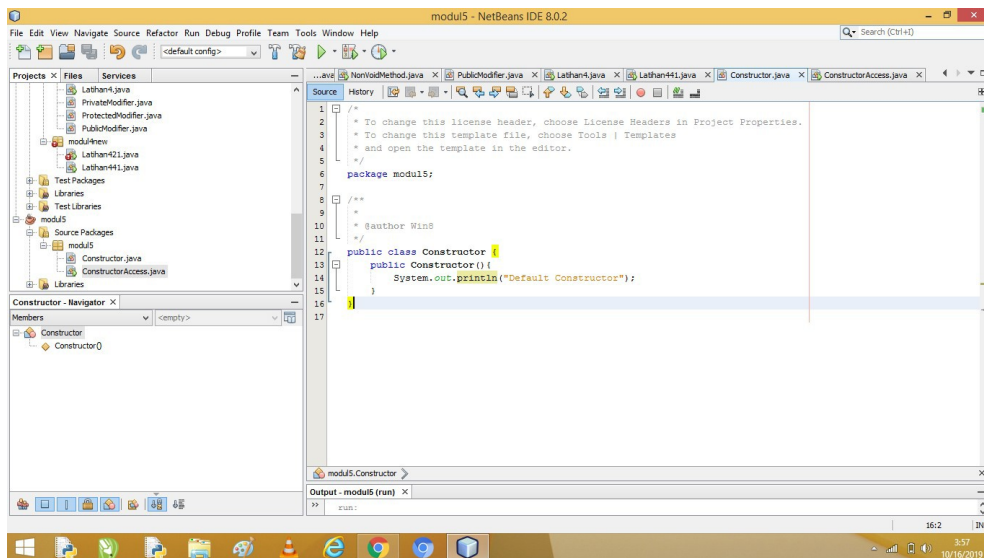 modul5 - NetBeans IDE 8.0.2
File Edit View Navigate Source Refactor Run Debug Profile Team Tools Window Help
Search (Ctrl+I)
<default config>
Projects Files Services
Latihan4.java
PrivateModifier.java
ProtectedModifier.java
PublicModifier.java
modul4new
Latihan421.java
Latihan441.java
Test Packages
Libraries
Test Libraries
modul5
Source Packages
modul5
Constructor.java
ConstructorAccess.java
Libraries
Constructor - Navigator
Members <empty>
Constructor
Constructor()
...ava NonVoidMethod.java PublicModifier.java Latihan4.java Latihan441.java Constructor.java ConstructorAccess.java
Source History
1 /*
2 * To change this license header, choose License Headers in Project Properties.
3 * To change this template file, choose Tools | Templates
4 * and open the template in the editor.
5 */
6 package modul5;
7
8 /**
9 *
10 * @author Win8
11 */
12 public class Constructor {
13 public Constructor(){
14 System.out.println("Default Constructor");
15 }
16 }
17
modul5.Constructor
Output - modul5 (run)
run:
16:2 IN
3:57
10/16/2019